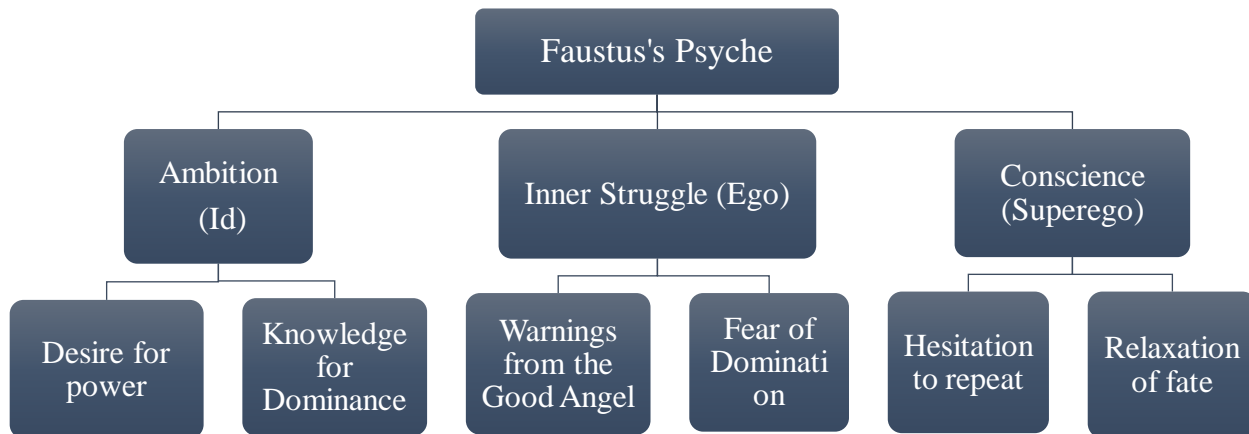 Faustus's Psyche
Ambition
(Id)
Inner Struggle (Ego)
Conscience
(Superego)
Desire for
power
Knowledge
for
Dominance
Warnings
from the
Good Angel
Fear of
Dominati
on
Hesitation
to repeat
Relaxation
of fate